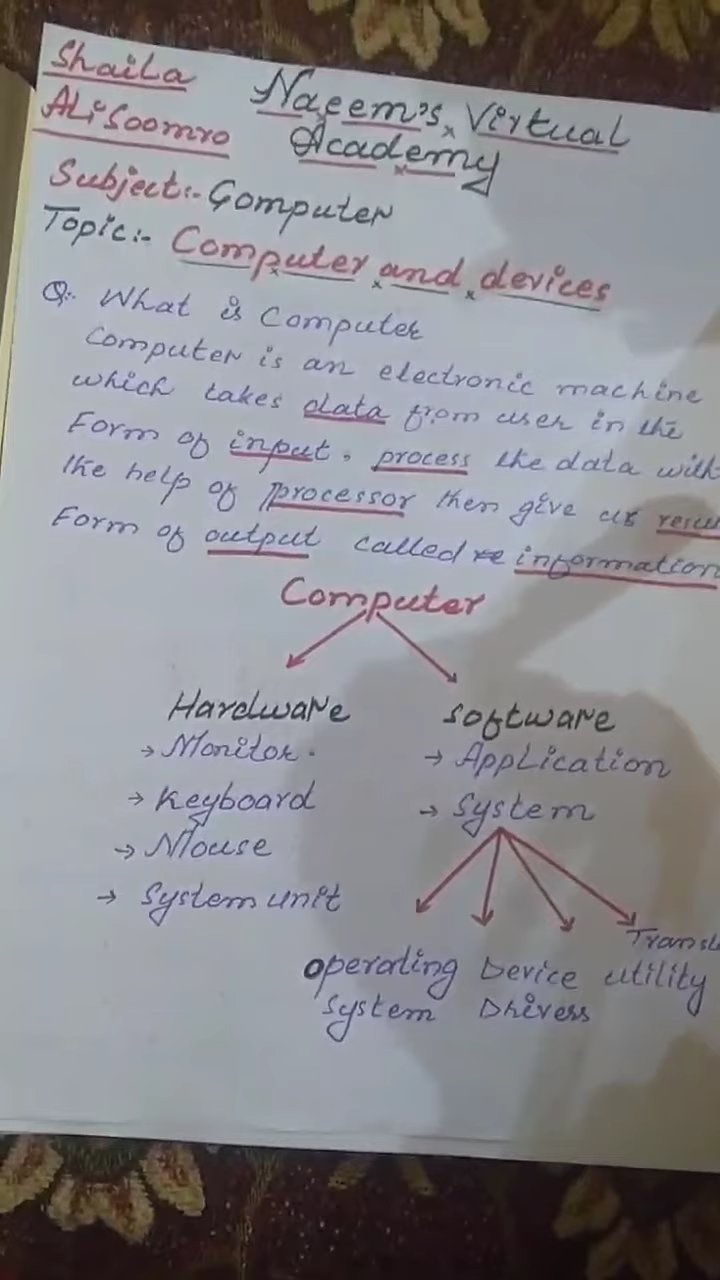 Shaila Naeem's Virtual
Ali Soomro Academy
Subject:- Computer
Topic:- Computer and devices
Q:- What is Computer
Computer is an electronic machine
which takes data from user in the
Form of input, process the data with
the help of processor then give us
Form of output called information
Computer
Hardware Software
→ Monitor. → Application
→ Keyboard → System
→ Mouse
→ System unit
Operating Device utility
System Drivers